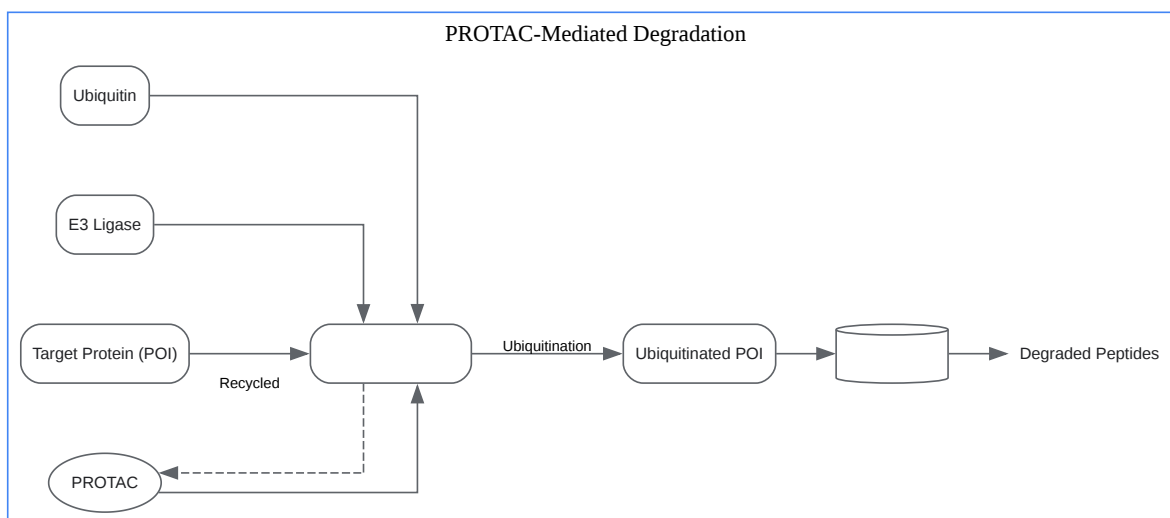 PROTAC-Mediated Degradation
Ubiquitin
E3 Ligase
Target Protein (POI)
Recycled
Ubiquitination
Ubiquitinated POI
Degraded Peptides
PROTAC